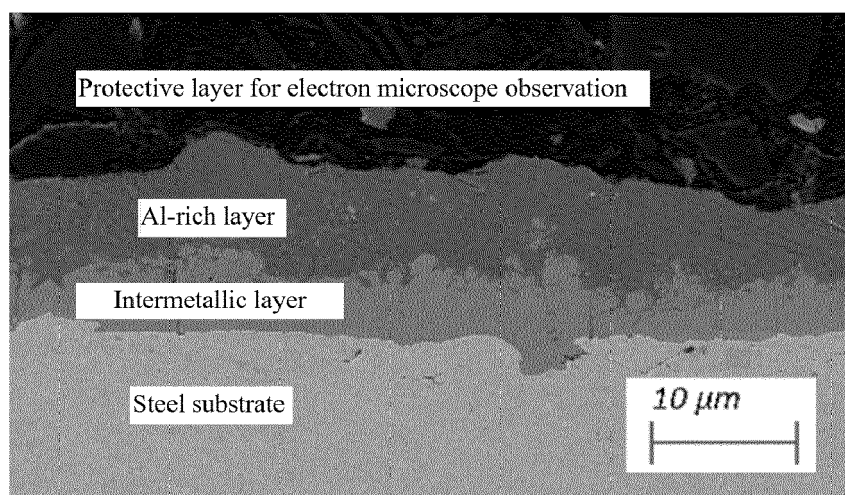 Protective layer for electron microscope observation
Al-rich layer
Intermetallic layer
Steel substrate
10 μm